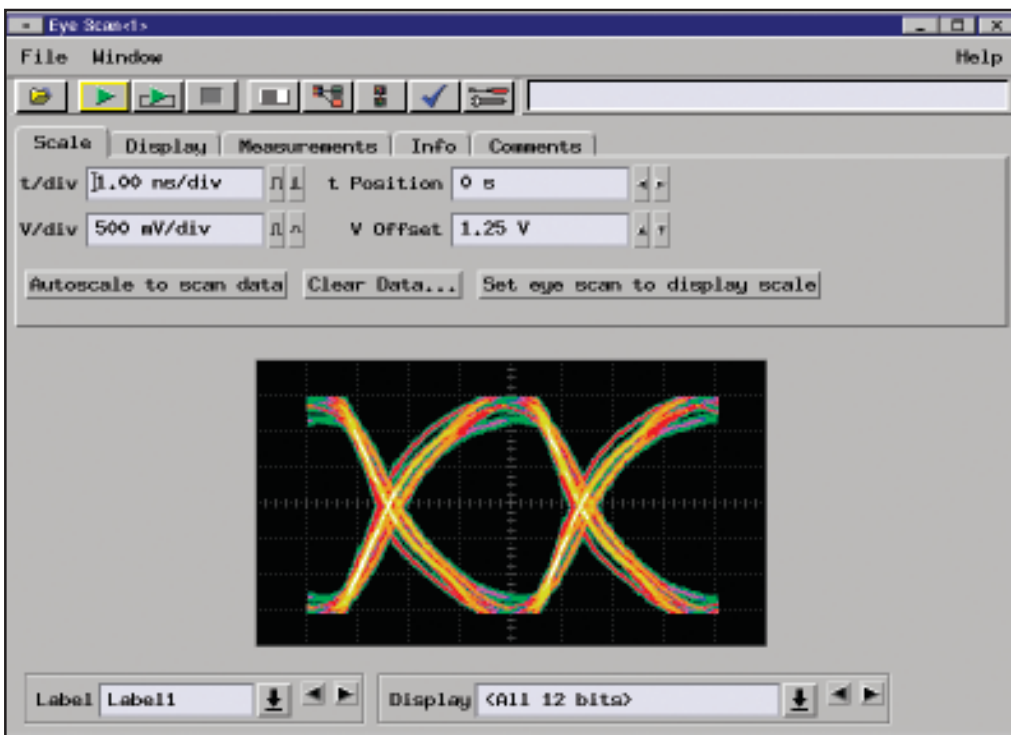 Eye Scan<1>
File Window Help
Scale Display Measurements Info Comments
t/div 1.00 ns/div t Position 0 s
V/div 500 mV/div V Offset 1.25 V
Autoscale to scan data Clear Data... Set eye scan to display scale
Label Label1 Display <All 12 bits>